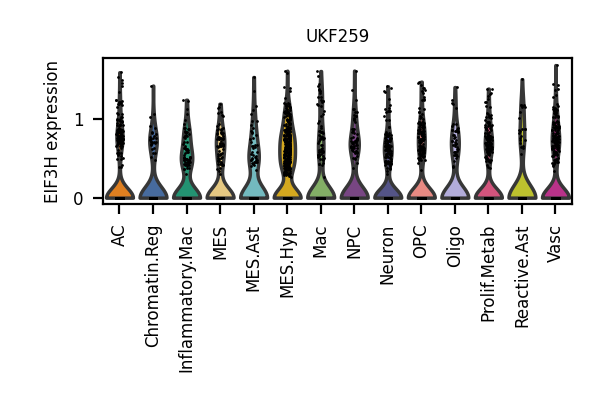 UKF259
EIF3H expression
1
0
AC
Chromatin.Reg
Inflammatory.Mac
MES
MES.Ast
MES.Hyp
Mac
NPC
Neuron
OPC
Oligo
Prolif.Metab
Reactive.Ast
Vasc